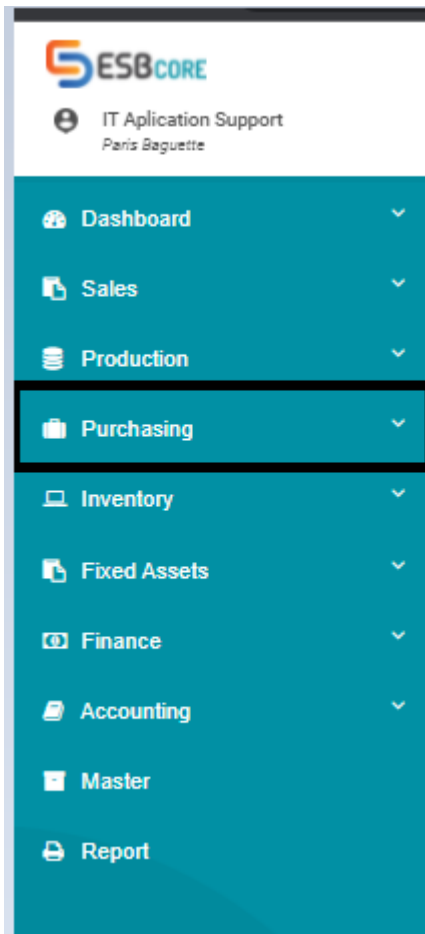 ESBCORE
IT Aplication Support
Paris Baguette
Dashboard
Sales
Production
Purchasing
Inventory
Fixed Assets
Finance
Accounting
Master
Report